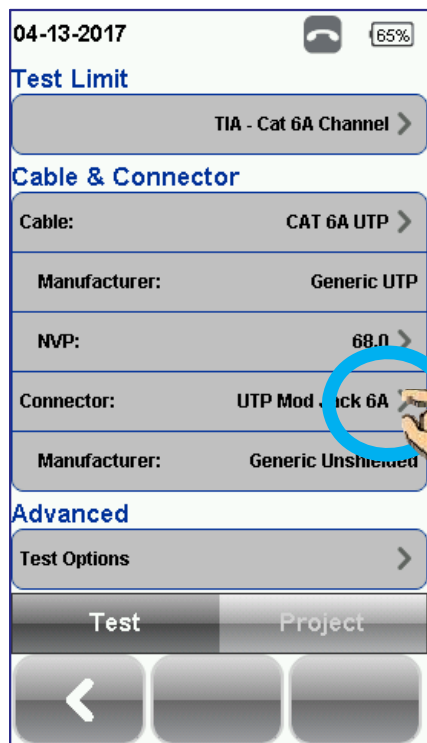 04-13-2017 65%
Test Limit
TIA - Cat 6A Channel
Cable & Connector
Cable: CAT 6A UTP
Manufacturer: Generic UTP
NVP: 68.0
Connector: UTP Mod Jack 6A
Manufacturer: Generic Unshielded
Advanced
Test Options
Test Project